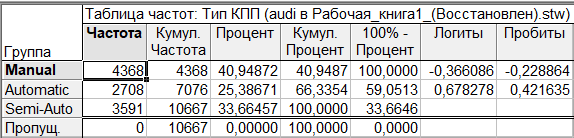 Таблица частот: Тип КПП (audi в Рабочая_книга1_(Восстановлен).stw)
Группа Частота Кумул. Частота Процент Кумул. Процент 100% - Процент Логиты Пробиты
Manual 4368 4368 40,94872 40,9487 100,0000 -0,366086 -0,228864
Automatic 2708 7076 25,38671 66,3354 59,0513 0,678278 0,421635
Semi-Auto 3591 10667 33,66457 100,0000 33,6646
Пропущ. 0 10667 0,00000 100,0000 0,0000